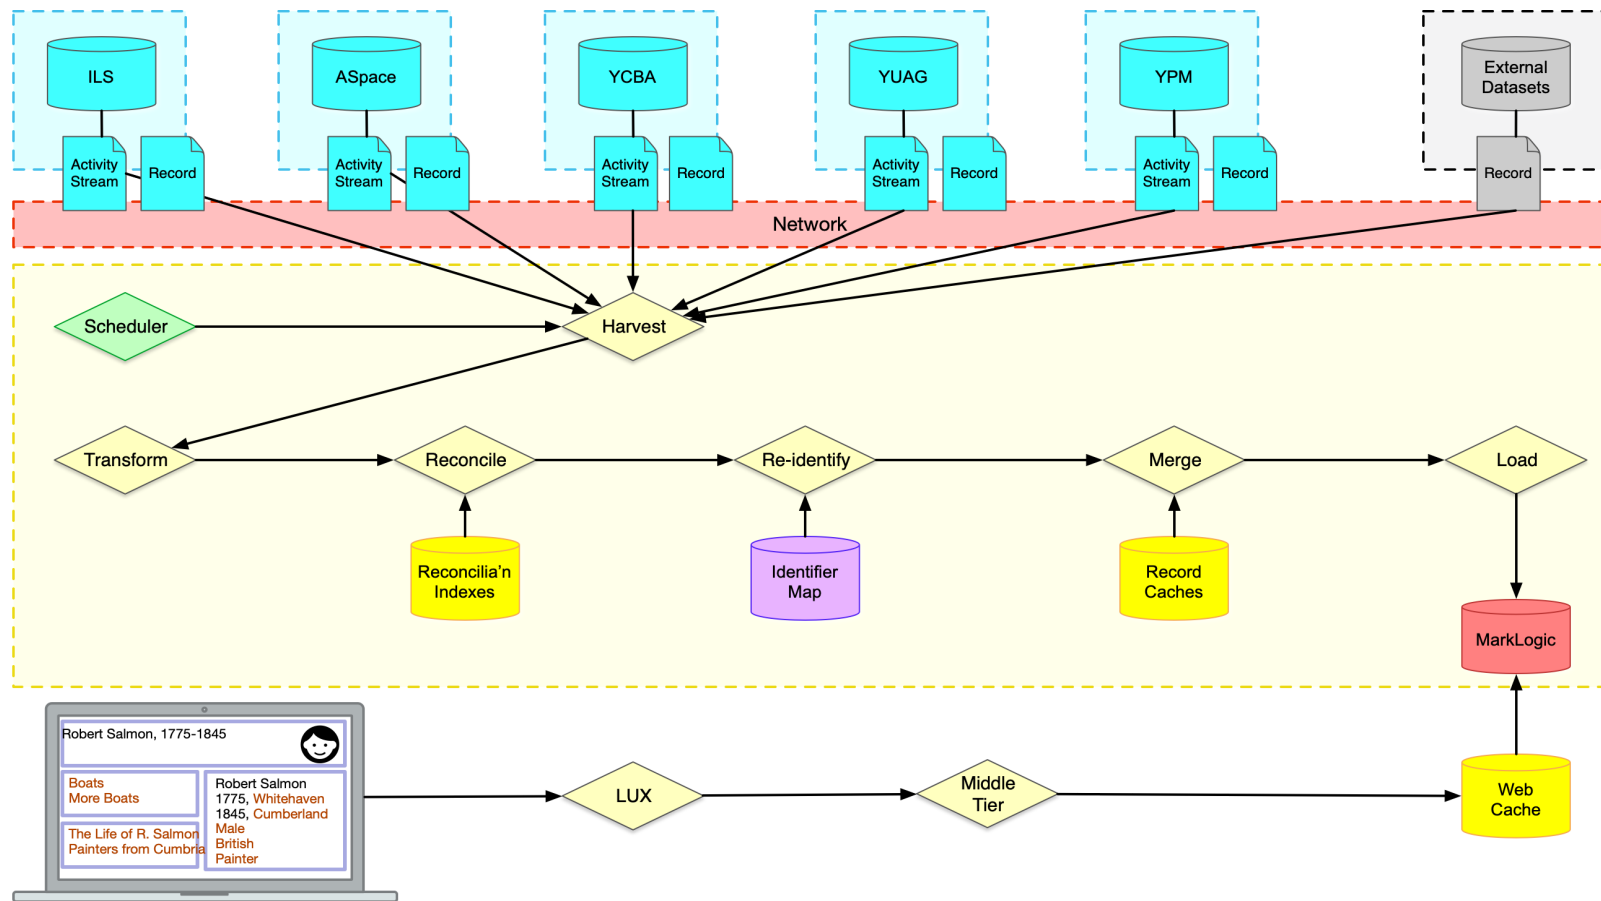 ILS
ASpace
YCBA
YUAG
YPM
External
Datasets
Activity
Stream
Record
Activity
Stream
Record
Activity
Stream
Record
Activity
Stream
Record
Activity
Stream
Record
Record
Network
Scheduler
Harvest
Transform
Reconcile
Re-identify
Merge
Load
Reconcilia'n
Indexes
Identifier
Map
Record
Caches
MarkLogic
Robert Salmon, 1775-1845
Boats
More Boats
The Life of R. Salmon
Painters from Cumbria
Robert Salmon
1775, Whitehaven
1845, Cumberland
Male
British
Painter
LUX
Middle
Tier
Web
Cache